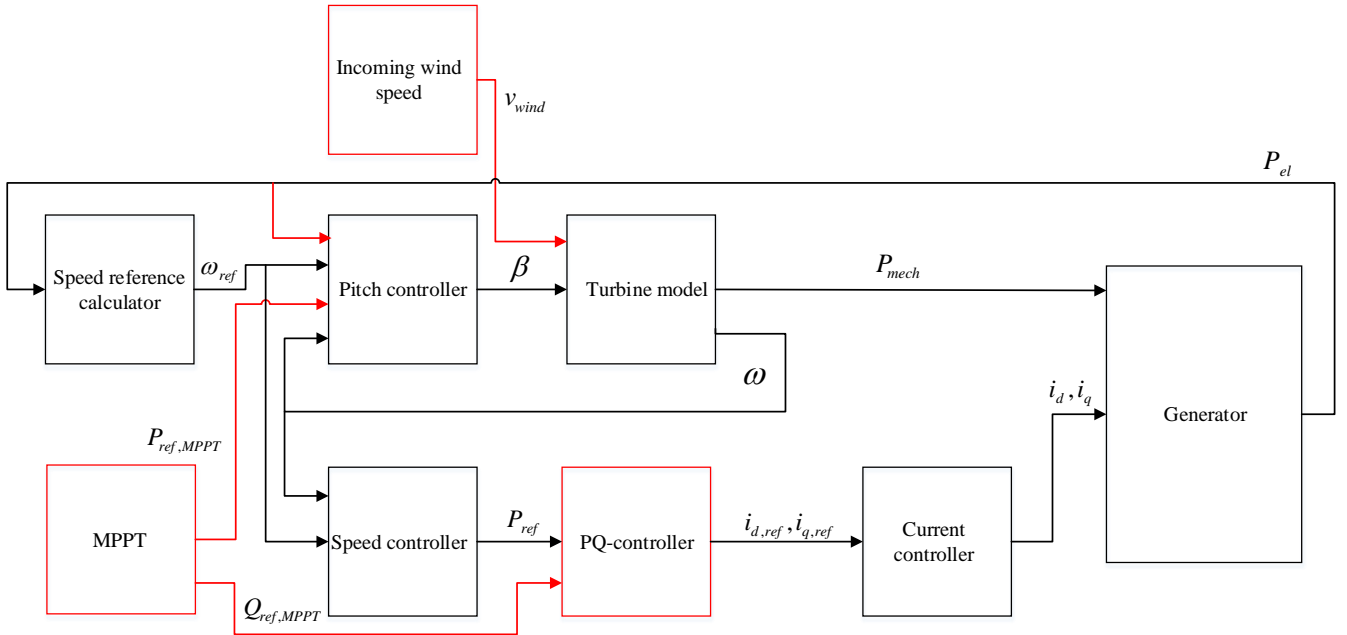 Incoming wind
speed
v_wind
P_el
Speed reference
calculator
ω_ref
Pitch controller
β
Turbine model
P_mech
ω
Generator
i_d, i_q
P_ref,MPPT
MPPT
Q_ref,MPPT
Speed controller
P_ref
PQ-controller
i_d,ref, i_q,ref
Current
controller